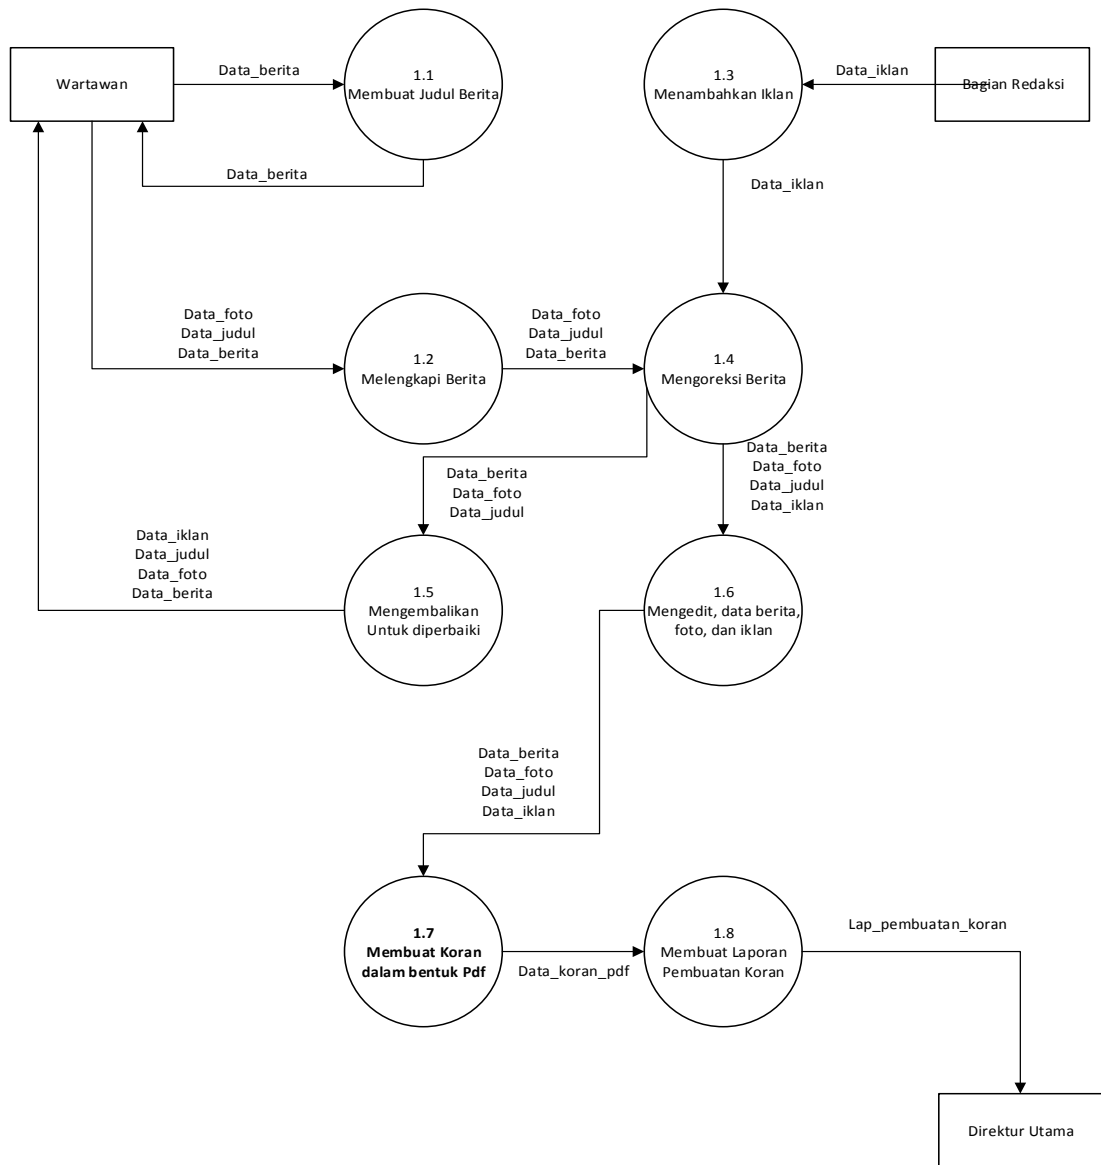 Wartawan
Data_berita
1.1
Membuat Judul Berita
1.3
Menambahkan Iklan
Data_iklan
Bagian Redaksi
Data_berita
Data_iklan
Data_foto
Data_judul
Data_berita
1.2
Melengkapi Berita
Data_foto
Data_judul
Data_berita
1.4
Mengoreksi Berita
Data_berita
Data_foto
Data_judul
Data_berita
Data_foto
Data_judul
Data_iklan
Data_iklan
Data_judul
Data_foto
Data_berita
1.5
Mengembalikan
Untuk diperbaiki
1.6
Mengedit, data berita,
foto, dan iklan
Data_berita
Data_foto
Data_judul
Data_iklan
1.7
Membuat Koran
dalam bentuk Pdf
Data_koran_pdf
1.8
Membuat Laporan
Pembuatan Koran
Lap_pembuatan_koran
Direktur Utama